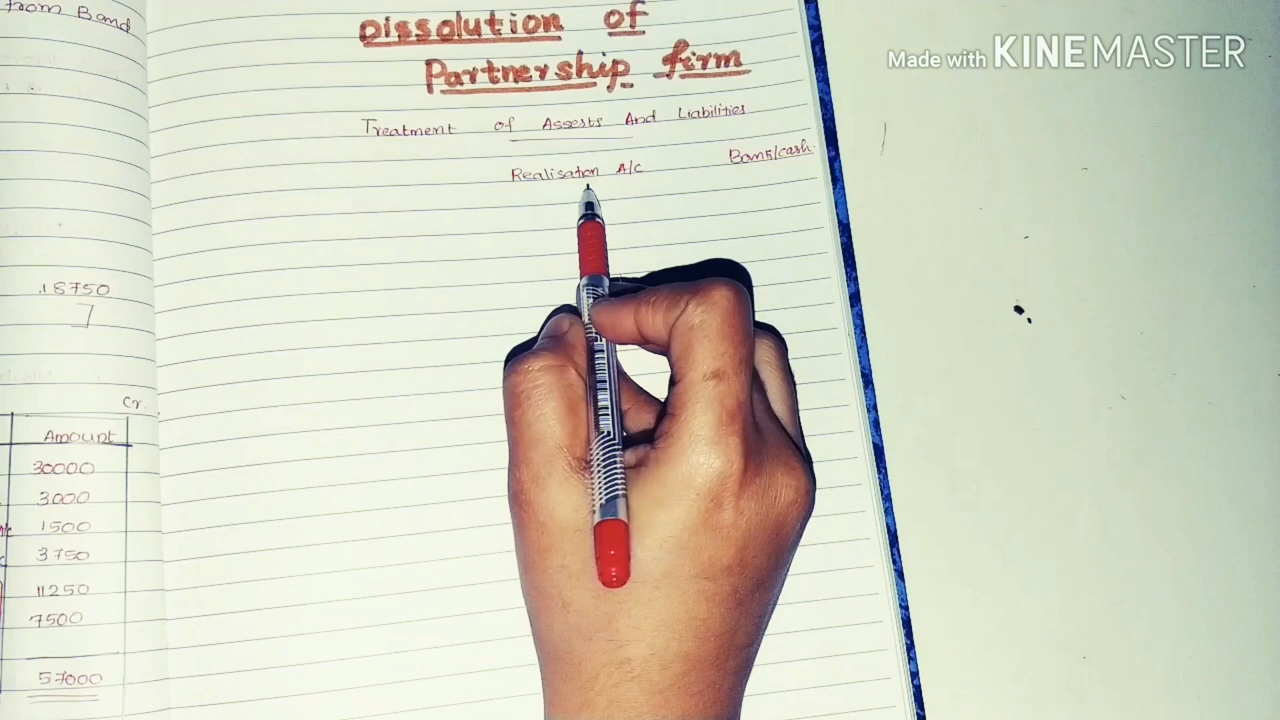 from Bond
18750
Cr.
Amount
30000
3000
1500
3750
11250
7500
57000
Dissolution of
Partnership firm
Treatment of Assests And Liabilities
Realisation A/c Bank/cash
Made with KINEMASTER